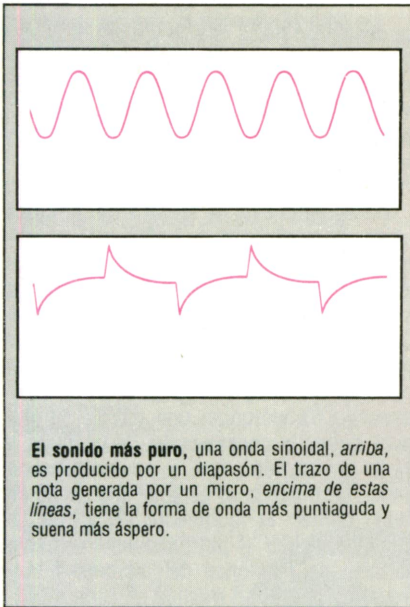 El sonido más puro, una onda sinoidal, arriba,
es producido por un diapasón. El trazo de una
nota generada por un micro, encima de estas
líneas, tiene la forma de onda más puntiaguda y
suena más áspero.